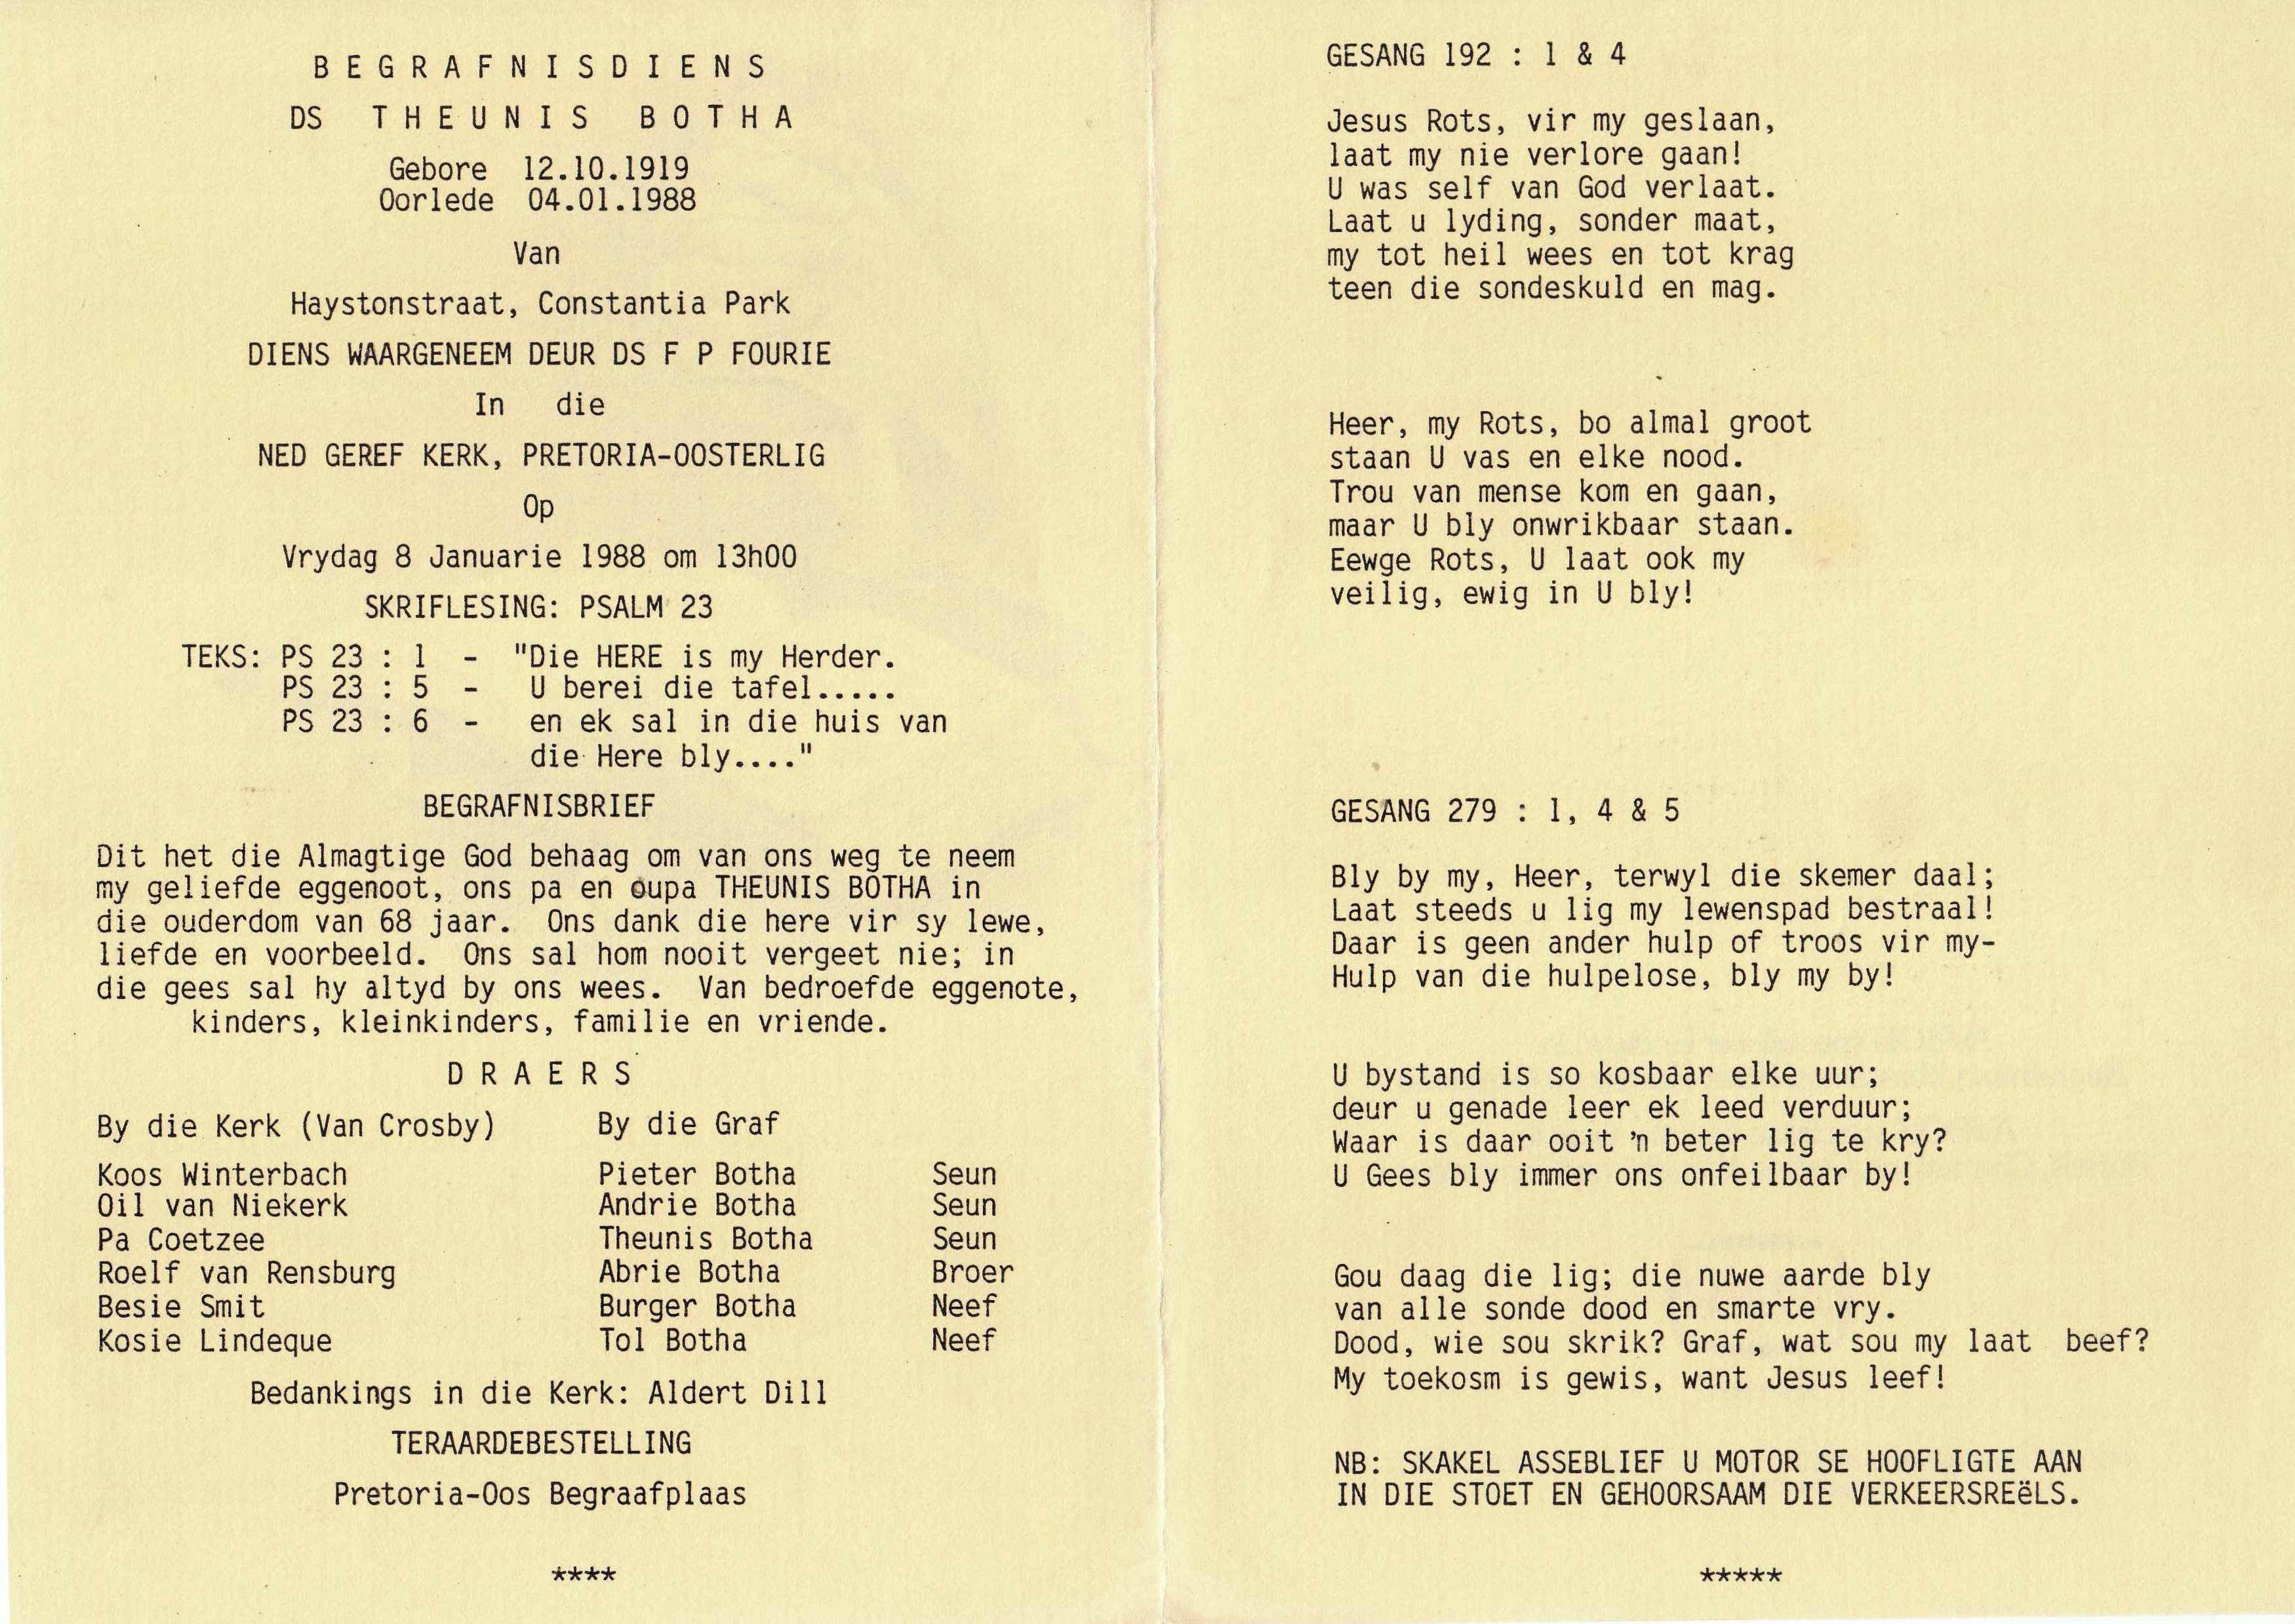 BEGRAFNISDIENS
DS THEUNIS BOTHA
Gebore 12.10.1919
Oorlede 04.01.1988
Van
Haystonstraat, Constantia Park
DIENS WAARGENEEM DEUR DS F P FOURIE
In die
NED GEREF KERK, PRETORIA-OOSTERLIG
Op
Vrydag 8 Januarie 1988 om 13h00
SKRIFLESING: PSALM 23
TEKS: PS 23 : 1 - "Die HERE is my Herder.
PS 23 : 5 - U berei die tafel.....
PS 23 : 6 - en ek sal in die huis van
die Here bly...."
BEGRAFNISBRIEF
Dit het die Almagtige God behaag om van ons weg te neem
my geliefde eggenoot, ons pa en oupa THEUNIS BOTHA in
die ouderdom van 68 jaar. Ons dank die here vir sy lewe,
liefde en voorbeeld. Ons sal hom nooit vergeet nie; in
die gees sal hy altyd by ons wees. Van bedroefde eggenote,
kinders, kleinkinders, familie en vriende.
DRAERS
By die Kerk (Van Crosby) By die Graf
Koos Winterbach Pieter Botha Seun
Oil van Niekerk Andrie Botha Seun
Pa Coetzee Theunis Botha Seun
Roelf van Rensburg Abrie Botha Broer
Besie Smit Burger Botha Neef
Kosie Lindeque Tol Botha Neef
Bedankings in die Kerk: Aldert Dill
TERAARDEBESTELLING
Pretoria-Oos Begraafplaas
****
GESANG 192 : 1 & 4
Jesus Rots, vir my geslaan,
laat my nie verlore gaan!
U was self van God verlaat.
Laat u lyding, sonder maat,
my tot heil wees en tot krag
teen die sondeskuld en mag.
Heer, my Rots, bo almal groot
staan U vas en elke nood.
Trou van mense kom en gaan,
maar U bly onwrikbaar staan.
Eewge Rots, U laat ook my
veilig, ewig in U bly!
GESANG 279 : 1, 4 & 5
Bly by my, Heer, terwyl die skemer daal;
Laat steeds u lig my lewenspad bestraal!
Daar is geen ander hulp of troos vir my-
Hulp van die hulpelose, bly my by!
U bystand is so kosbaar elke uur;
deur u genade leer ek leed verduur;
Waar is daar ooit 'n beter lig te kry?
U Gees bly immer ons onfeilbaar by!
Gou daag die lig; die nuwe aarde bly
van alle sonde dood en smarte vry.
Dood, wie sou skrik? Graf, wat sou my laat beef?
My toekosm is gewis, want Jesus leef!
NB: SKAKEL ASSEBLIEF U MOTOR SE HOOFLIGTE AAN
IN DIE STOET EN GEHOORSAAM DIE VERKEERSREëLS.
*****